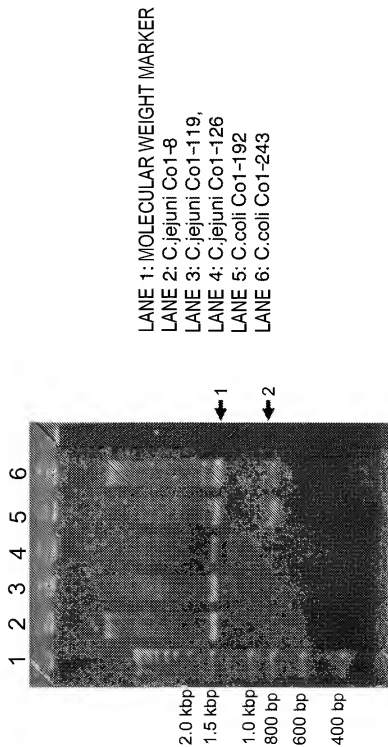 1 2 3 4 5 6
2.0 kbp
1.5 kbp
1.0 kbp
800 bp
600 bp
400 bp
1
2
LANE 1: MOLECULAR WEIGHT MARKER
LANE 2: C.jejuni Co1-8
LANE 3: C.jejuni Co1-119,
LANE 4: C.jejuni Co1-126
LANE 5: C.coli Co1-192
LANE 6: C.coli Co1-243